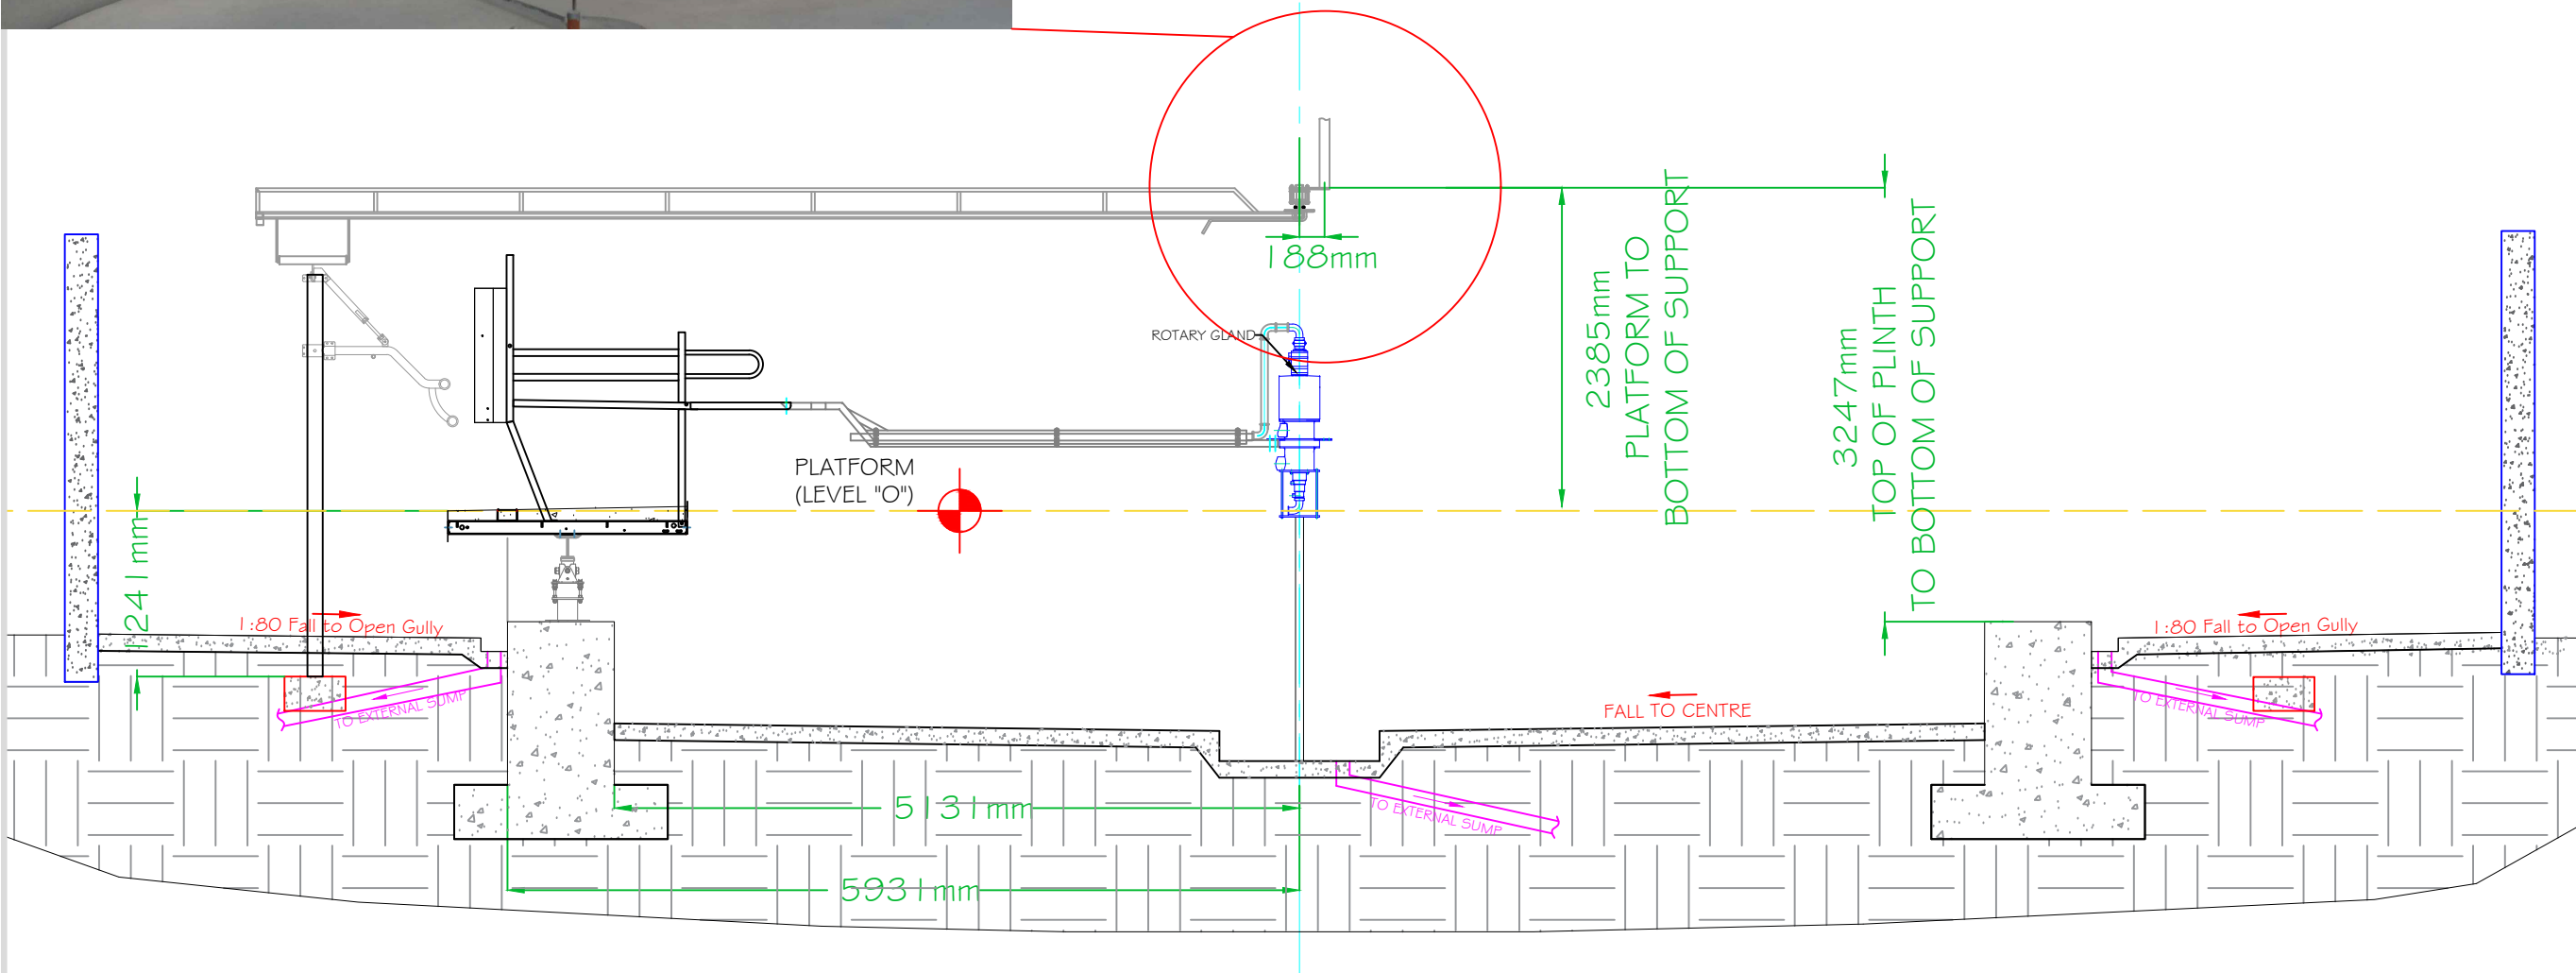 188mm
ROTARY GLAND
2385mm
PLATFORM TO
BOTTOM OF SUPPORT
3247mm
TOP OF PLINTH
TO BOTTOM OF SUPPORT
PLATFORM
(LEVEL "O")
1241mm
1:80 Fall to Open Gully
1:80 Fall to Open Gully
TO EXTERNAL SUMP
TO EXTERNAL SUMP
FALL TO CENTRE
5131mm
TO EXTERNAL SUMP
5931mm